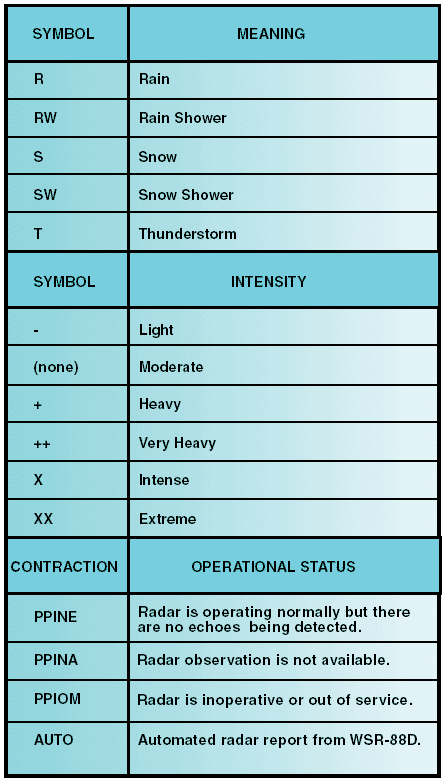 SYMBOL MEANING
R Rain
RW Rain Shower
S Snow
SW Snow Shower
T Thunderstorm
SYMBOL INTENSITY
- Light
(none) Moderate
+ Heavy
++ Very Heavy
X Intense
XX Extreme
CONTRACTION OPERATIONAL STATUS
PPINE Radar is operating normally but there
are no echoes being detected.
PPINA Radar observation is not available.
PPIOM Radar is inoperative or out of service.
AUTO Automated radar report from WSR-88D.